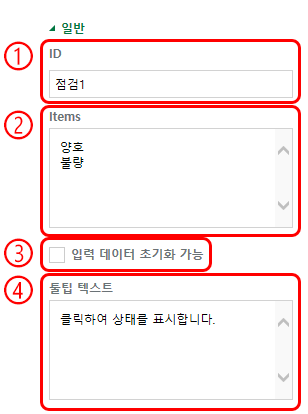 일반
① ID
점검1
② Items
양호
불량
③ 입력 데이터 초기화 가능
④ 툴팁 텍스트
클릭하여 상태를 표시합니다.